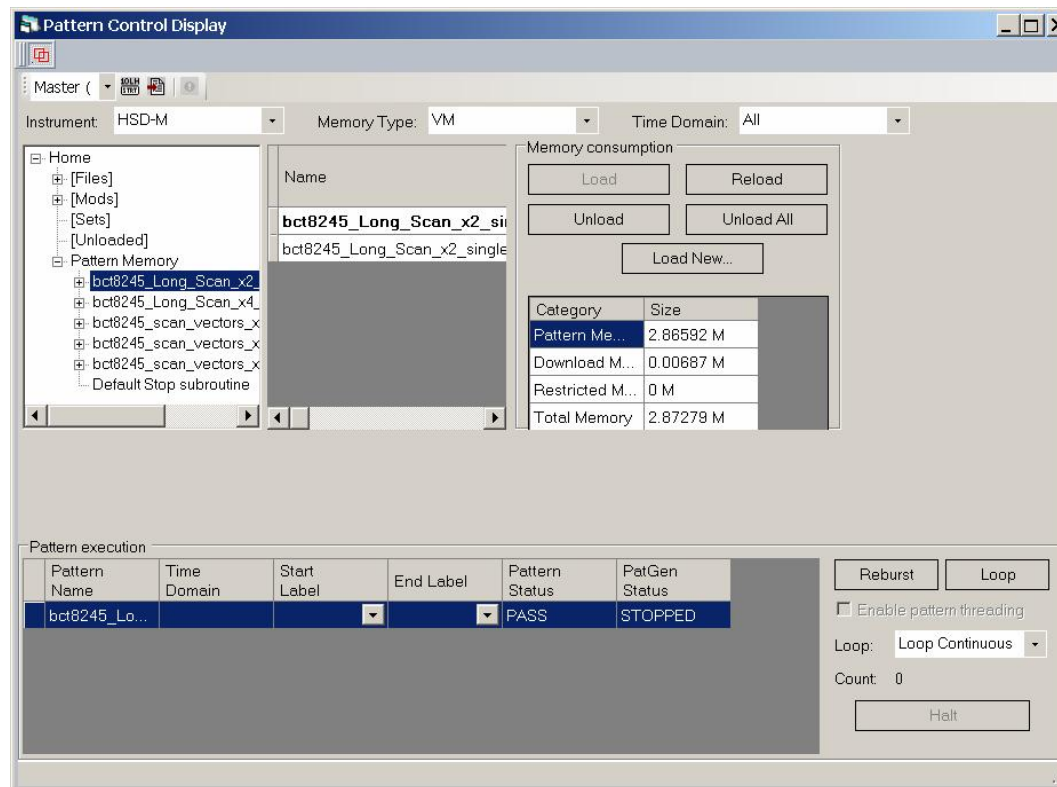 Pattern Control Display
Master (
Instrument: HSD-M Memory Type: VM Time Domain: All
Home
[Files]
[Mods]
[Sets]
[Unloaded]
Pattern Memory
bct8245_Long_Scan_x2_
bct8245_Long_Scan_x4_
bct8245_scan_vectors_x
bct8245_scan_vectors_x
bct8245_scan_vectors_x
Default Stop subroutine
Name
bct8245_Long_Scan_x2_si
bct8245_Long_Scan_x2_single
Memory consumption
Load Reload
Unload Unload All
Load New...
Category Size
Pattern Me... 2.86592 M
Download M... 0.00687 M
Restricted M... 0 M
Total Memory 2.87279 M
Pattern execution
Pattern Name Time Domain Start Label End Label Pattern Status PatGen Status
bct8245_Lo... PASS STOPPED
Reburst Loop
Enable pattern threading
Loop: Loop Continuous
Count: 0
Halt